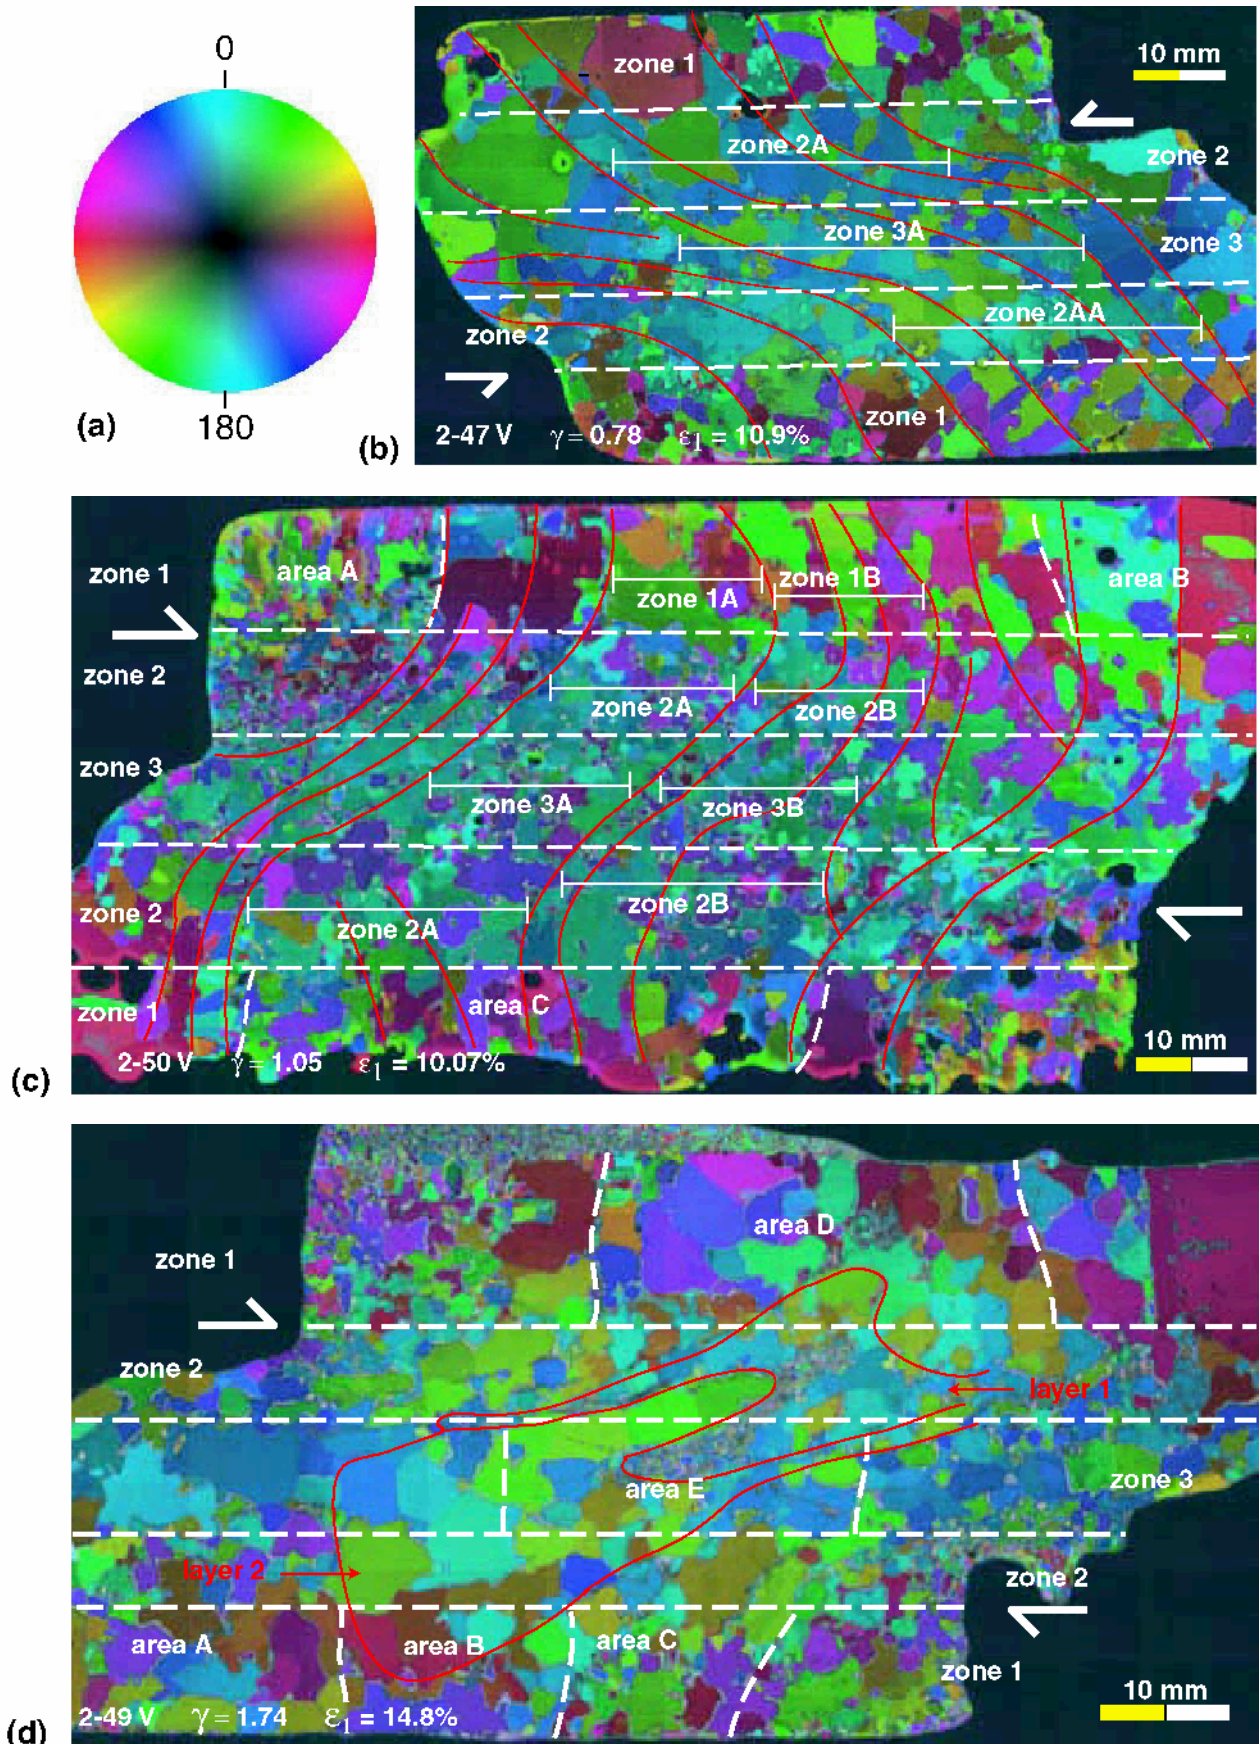 0
180
(a)
zone 1
10 mm
zone 2A
zone 2
zone 3A
zone 3
zone 2AA
zone 2
zone 1
2-47 V γ = 0.78 ε1 = 10.9%
(b)
zone 1
area A
zone 1A
zone 1B
area B
zone 2
zone 2A
zone 2B
zone 3
zone 3A
zone 3B
zone 2
zone 2A
zone 2B
zone 1
area C
10 mm
2-50 V γ = 1.05 ε1 = 10.07%
(c)
area D
zone 1
zone 2
layer 1
area E
zone 3
layer 2
zone 2
area A
area B
area C
zone 1
10 mm
2-49 V γ = 1.74 ε1 = 14.8%
(d)